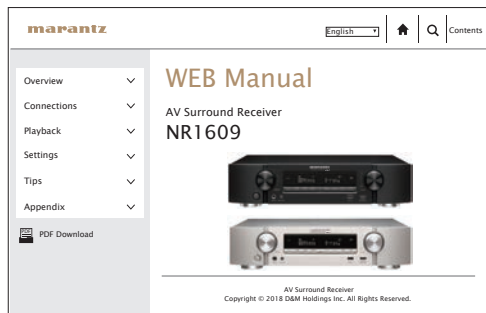 marantz
English
Contents
Overview
Connections
Playback
Settings
Tips
Appendix
PDF
PDF Download
WEB Manual
AV Surround Receiver
NR1609
AV Surround Receiver
Copyright © 2018 D&M Holdings Inc. All Rights Reserved.